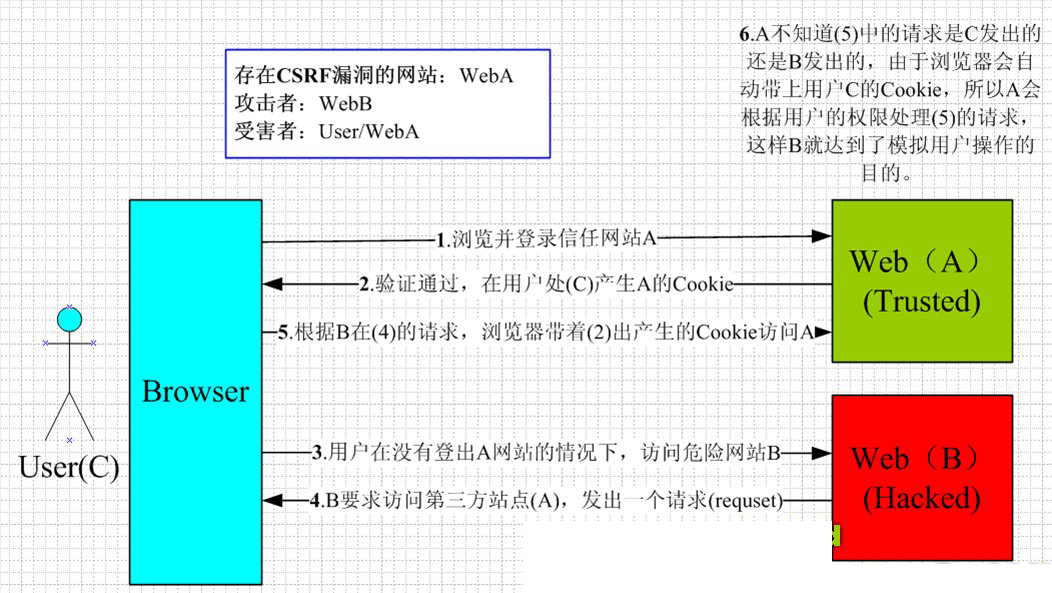 6.A不知道(5)中的请求是C发出的
还是B发出的，由于浏览器会自
动带上用户C的Cookie，所以A会
根据用户的权限处理(5)的请求，
这样B就达到了模拟用户操作的
目的。
存在CSRF漏洞的网站：WebA
攻击者：WebB
受害者：User/WebA
1.浏览并登录信任网站A
2.验证通过，在用户处(C)产生A的Cookie
5.根据B在(4)的请求，浏览器带着(2)出产生的Cookie访问A
3.用户在没有登出A网站的情况下，访问危险网站B
4.B要求访问第三方站点(A)，发出一个请求(requset)
Web（A）
(Trusted)
Browser
Web（B）
(Hacked)
User(C)